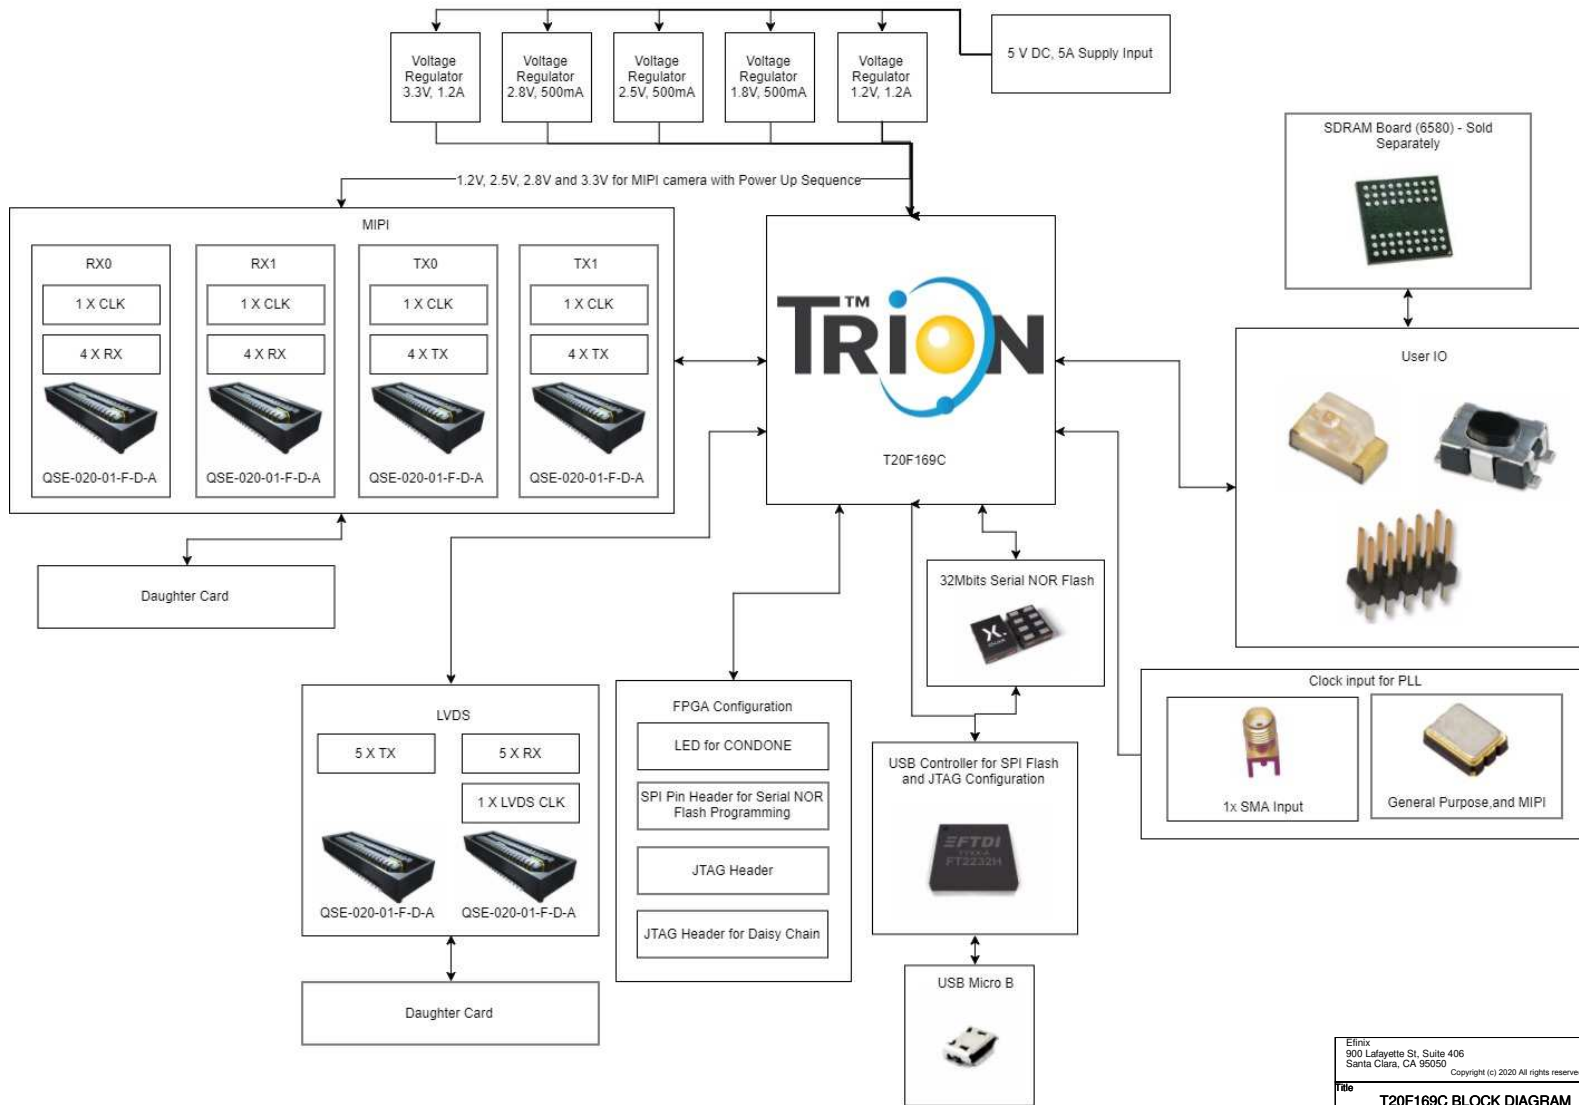 Voltage
Regulator
3.3V, 1.2A
Voltage
Regulator
2.8V, 500mA
Voltage
Regulator
2.5V, 500mA
Voltage
Regulator
1.8V, 500mA
Voltage
Regulator
1.2V, 1.2A
5 V DC, 5A Supply Input
SDRAM Board (6580) - Sold
Separately
1.2V, 2.5V, 2.8V and 3.3V for MIPI camera with Power Up Sequence
MIPI
RX0
1 X CLK
4 X RX
QSE-020-01-F-D-A
RX1
1 X CLK
4 X RX
QSE-020-01-F-D-A
TX0
1 X CLK
4 X TX
QSE-020-01-F-D-A
TX1
1 X CLK
4 X TX
QSE-020-01-F-D-A
TRION™
T20F169C
User IO
Daughter Card
32Mbits Serial NOR Flash
LVDS
5 X TX
5 X RX
1 X LVDS CLK
QSE-020-01-F-D-A
QSE-020-01-F-D-A
Daughter Card
FPGA Configuration
LED for CONDONE
SPI Pin Header for Serial NOR
Flash Programming
JTAG Header
JTAG Header for Daisy Chain
USB Controller for SPI Flash
and JTAG Configuration
FTDI
FT2232H
USB Micro B
Clock input for PLL
1x SMA Input
General Purpose,and MIPI
Efinix
900 Lafayette St, Suite 406
Santa Clara, CA 95050
Copyright (c) 2020 All rights reserve
Title
T20F169C BLOCK DIAGRAM